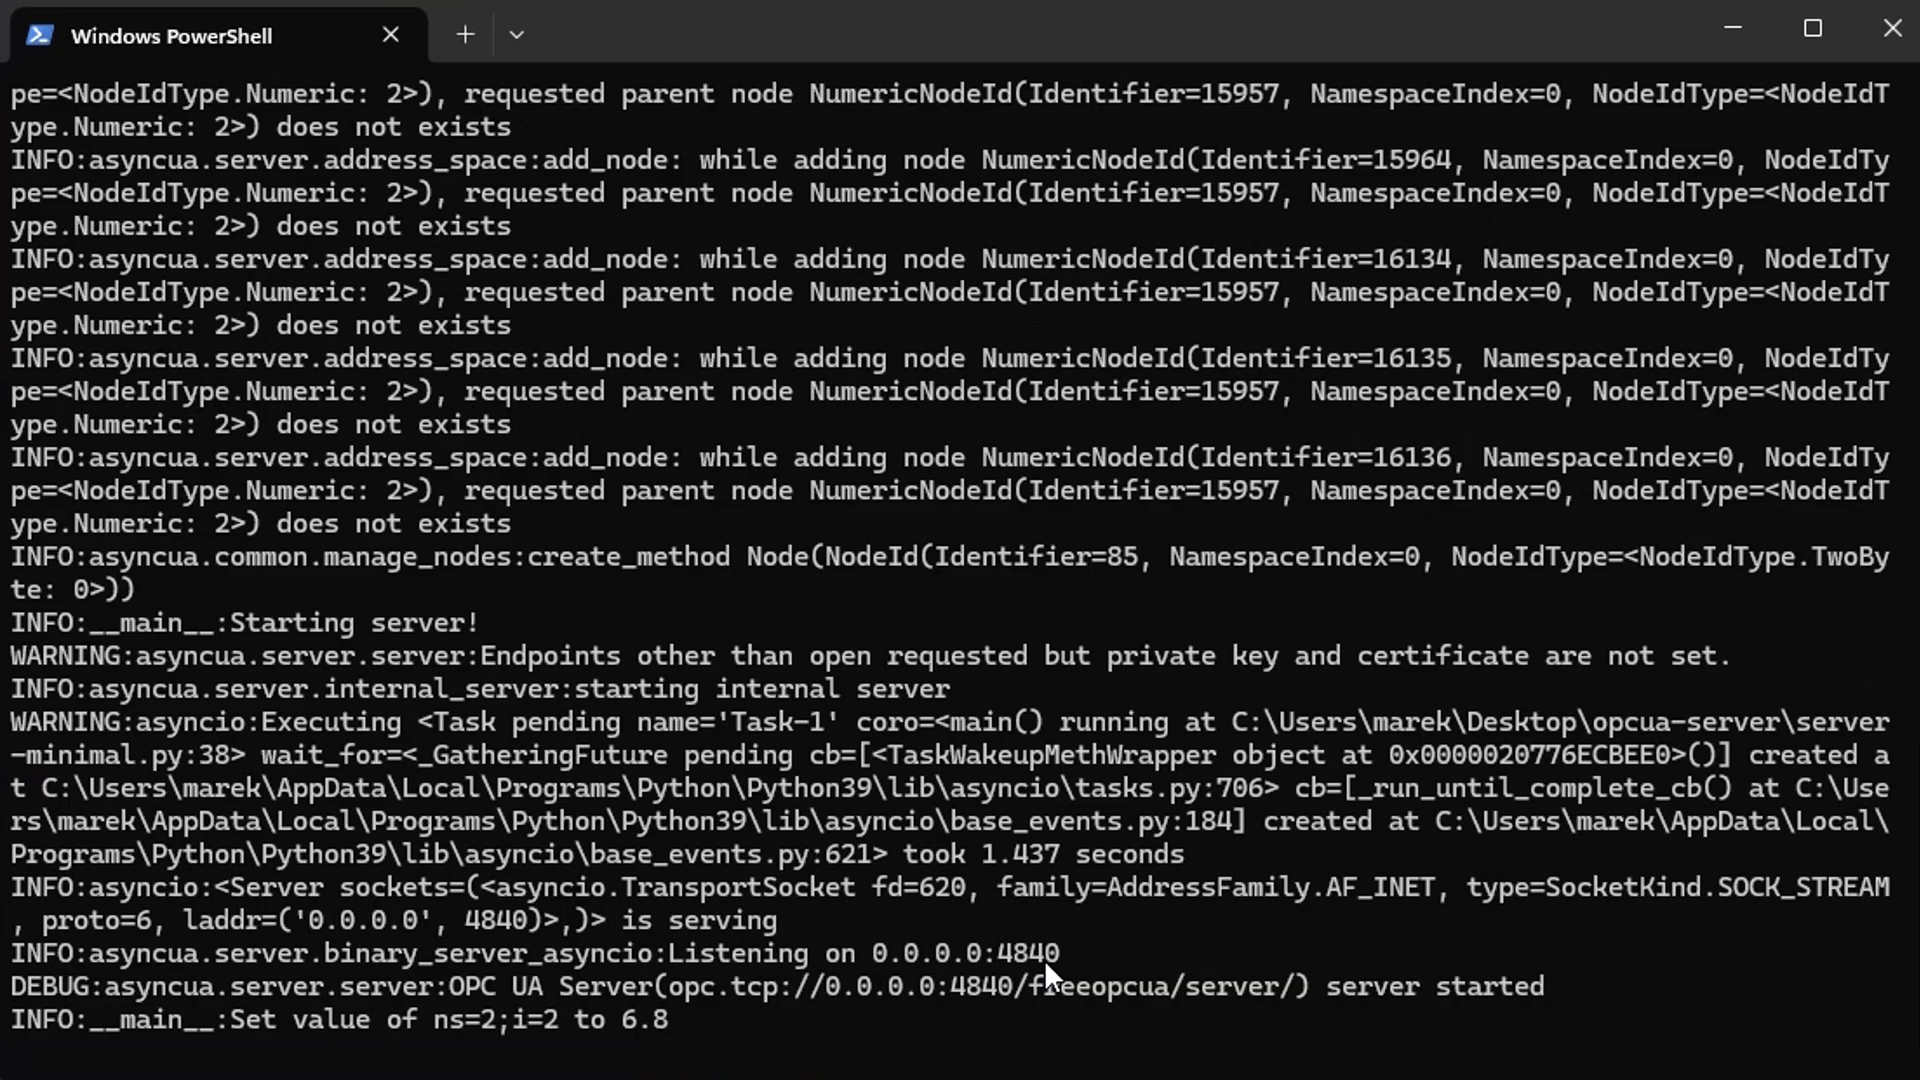 Windows PowerShell
pe=<NodeIdType.Numeric: 2>), requested parent node NumericNodeId(Identifier=15957, NamespaceIndex=0, NodeIdType=<NodeIdT
ype.Numeric: 2>) does not exists
INFO:asyncua.server.address_space:add_node: while adding node NumericNodeId(Identifier=15964, NamespaceIndex=0, NodeIdTy
pe=<NodeIdType.Numeric: 2>), requested parent node NumericNodeId(Identifier=15957, NamespaceIndex=0, NodeIdType=<NodeIdT
ype.Numeric: 2>) does not exists
INFO:asyncua.server.address_space:add_node: while adding node NumericNodeId(Identifier=16134, NamespaceIndex=0, NodeIdTy
pe=<NodeIdType.Numeric: 2>), requested parent node NumericNodeId(Identifier=15957, NamespaceIndex=0, NodeIdType=<NodeIdT
ype.Numeric: 2>) does not exists
INFO:asyncua.server.address_space:add_node: while adding node NumericNodeId(Identifier=16135, NamespaceIndex=0, NodeIdTy
pe=<NodeIdType.Numeric: 2>), requested parent node NumericNodeId(Identifier=15957, NamespaceIndex=0, NodeIdType=<NodeIdT
ype.Numeric: 2>) does not exists
INFO:asyncua.server.address_space:add_node: while adding node NumericNodeId(Identifier=16136, NamespaceIndex=0, NodeIdTy
pe=<NodeIdType.Numeric: 2>), requested parent node NumericNodeId(Identifier=15957, NamespaceIndex=0, NodeIdType=<NodeIdT
ype.Numeric: 2>) does not exists
INFO:asyncua.common.manage_nodes:create_method Node(NodeId(Identifier=85, NamespaceIndex=0, NodeIdType=<NodeIdType.TwoBy
te: 0>))
INFO:__main__:Starting server!
WARNING:asyncua.server.server:Endpoints other than open requested but private key and certificate are not set.
INFO:asyncua.server.internal_server:starting internal server
WARNING:asyncio:Executing <Task pending name='Task-1' coro=<main() running at C:\Users\marek\Desktop\opcua-server\server
-minimal.py:38> wait_for=<_GatheringFuture pending cb=[<TaskWakeupMethWrapper object at 0x0000020776ECBEE0>()] created a
t C:\Users\marek\AppData\Local\Programs\Python\Python39\lib\asyncio\tasks.py:706> cb=[_run_until_complete_cb() at C:\Use
rs\marek\AppData\Local\Programs\Python\Python39\lib\asyncio\base_events.py:184] created at C:\Users\marek\AppData\Local\
Programs\Python\Python39\lib\asyncio\base_events.py:621> took 1.437 seconds
INFO:asyncio:<Server sockets=(<asyncio.TransportSocket fd=620, family=AddressFamily.AF_INET, type=SocketKind.SOCK_STREAM
, proto=6, laddr=('0.0.0.0', 4840)>,)> is serving
INFO:asyncua.server.binary_server_asyncio:Listening on 0.0.0.0:4840
DEBUG:asyncua.server.server:OPC UA Server(opc.tcp://0.0.0.0:4840/freeopcua/server/) server started
INFO:__main__:Set value of ns=2;i=2 to 6.8